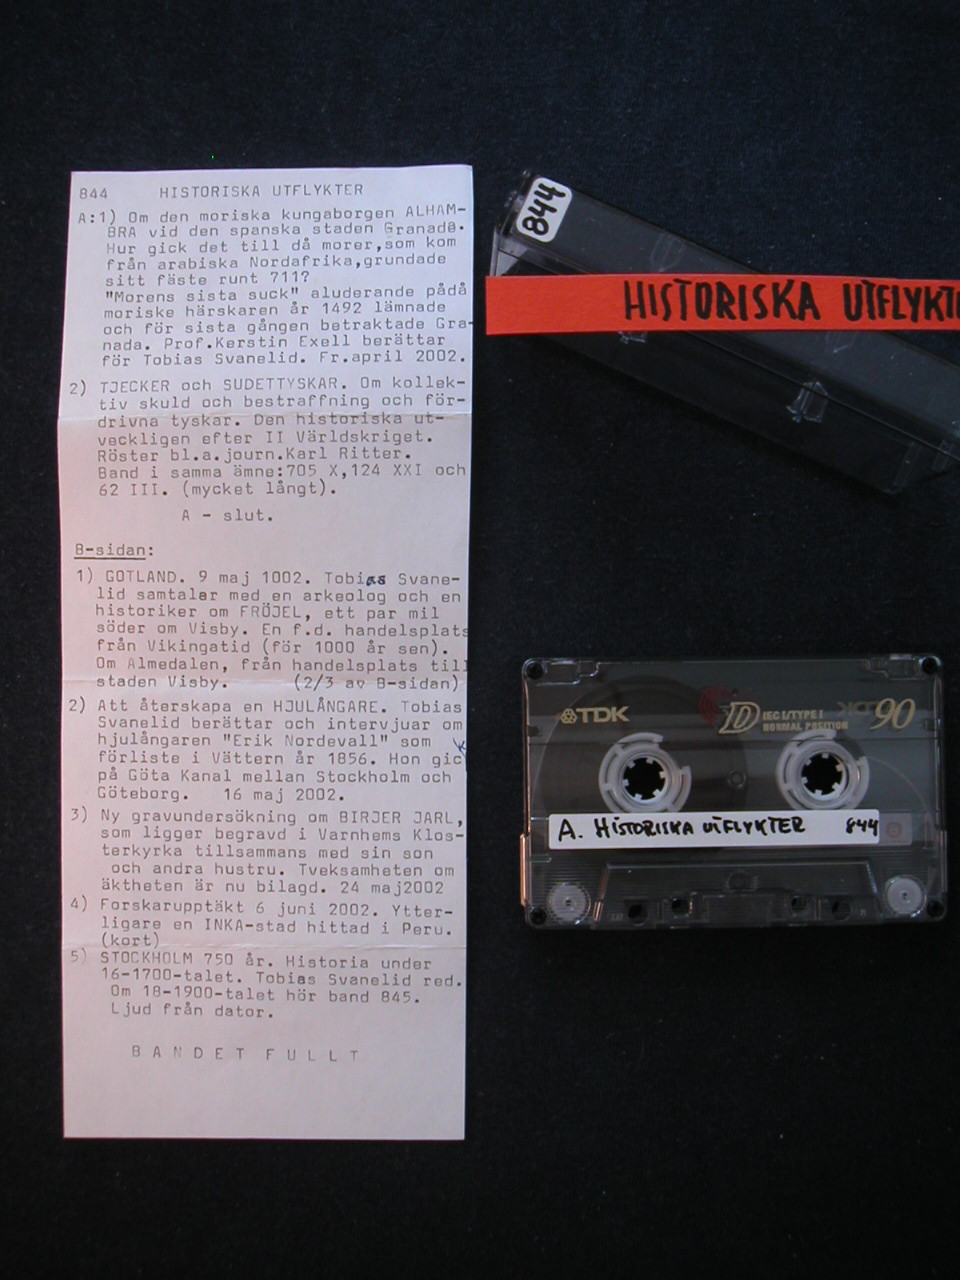 844 HISTORISKA UTFLYKTER
A:1) Om den moriska kungaborgen ALHAM-
BRA vid den spanska staden Granada.
Hur gick det till då morer,som kom
från arabiska Nordafrika,grundade
sitt fäste runt 711?
"Morens sista suck" aluderande pådå
moriske härskaren år 1492 lämnade
och för sista gången betraktade Gra-
nada. Prof.Kerstin Exell berättar
för Tobias Svanelid. Fr.april 2002.
2) TJECKER och SUDETTYSKAR. Om kollek-
tiv skuld och bestraffning och för-
drivna tyskar. Den historiska ut-
veckligen efter II Världskriget.
Röster bl.a.journ.Karl Ritter.
Band i samma ämne:705 X,124 XXI och
62 III. (mycket långt).
A - slut.
B-sidan:
1) GOTLAND. 9 maj 1002. Tobias Svane-
lid samtalar med en arkeolog och en
historiker om FRÖJEL, ett par mil
söder om Visby. En f.d. handelsplats
från Vikingatid (för 1000 år sen).
Om Almedalen, från handelsplats till
staden Visby. (2/3 av B-sidan)
2) Att återskapa en HJULÅNGARE. Tobias
Svanelid berättar och intervjuar om
hjulångaren "Erik Nordevall" som
förliste i Vättern år 1856. Hon gick
på Göta Kanal mellan Stockholm och
Göteborg. 16 maj 2002.
3) Ny gravundersökning om BIRJER JARL,
som ligger begravd i Varnhems Klos-
terkyrka tillsammans med sin son
och andra hustru. Tveksamheten om
äktheten är nu bilagd. 24 maj2002
4) Forskarupptäkt 6 juni 2002. Ytter-
ligare en INKA-stad hittad i Peru.
(kort)
5) STOCKHOLM 750 år. Historia under
16-1700-talet. Tobias Svanelid red.
Om 18-1900-talet hör band 845.
Ljud från dator.
B A N D E T F U L L T
844
HISTORISKA UTFLYKTE
TDK D IEC I/TYPE I 90
NORMAL POSITION
A. HISTORISKA UTFLYKTER 844